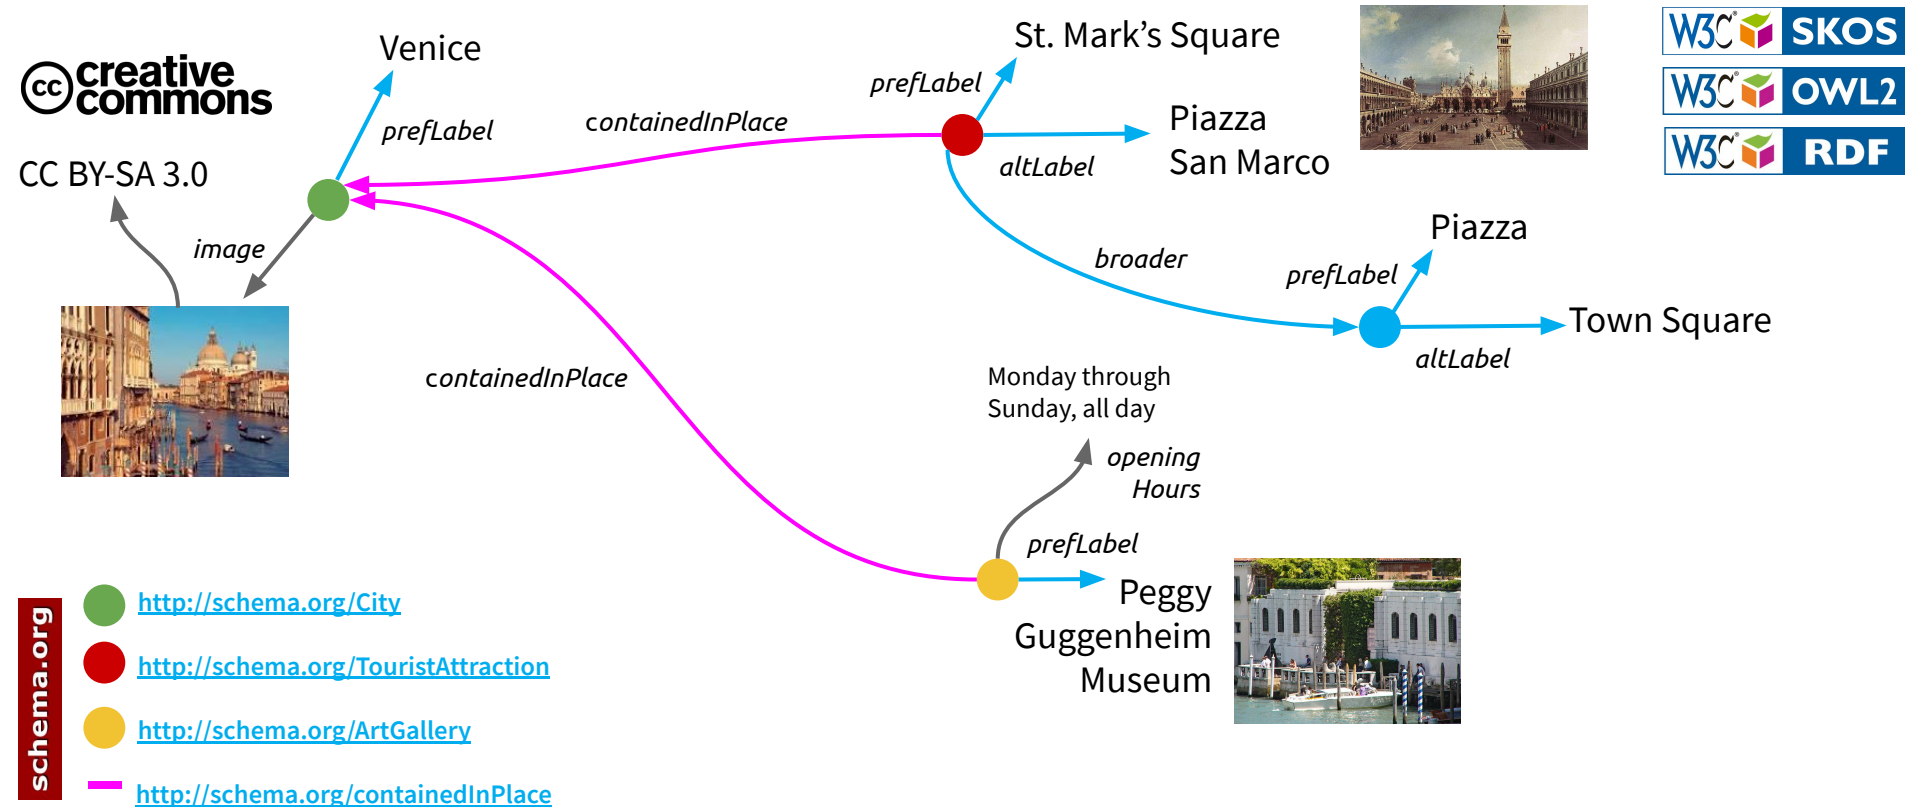 creative
commons
cc
CC BY-SA 3.0
Venice
prefLabel
image
containedInPlace
containedInPlace
St. Mark's Square
prefLabel
Piazza
San Marco
altLabel
broader
Piazza
prefLabel
Town Square
altLabel
Monday through
Sunday, all day
opening
Hours
prefLabel
Peggy
Guggenheim
Museum
W3C® SKOS
W3C® OWL2
W3C® RDF
schema.org
http://schema.org/City
http://schema.org/TouristAttraction
http://schema.org/ArtGallery
http://schema.org/containedInPlace